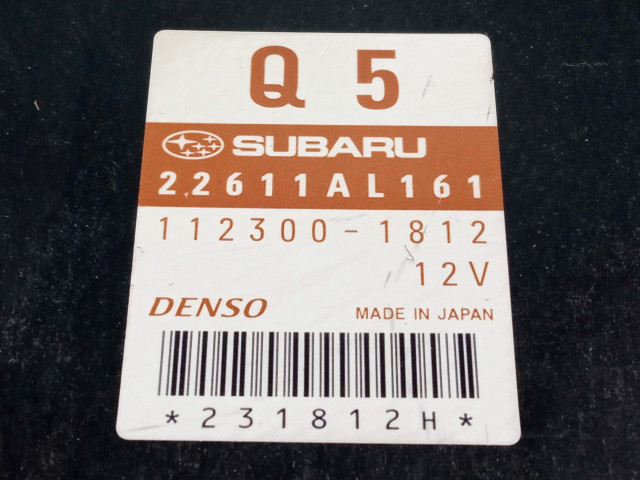 Q 5
SUBARU
22611AL161
112300-1812
12V
DENSO
MADE IN JAPAN
*231812H*